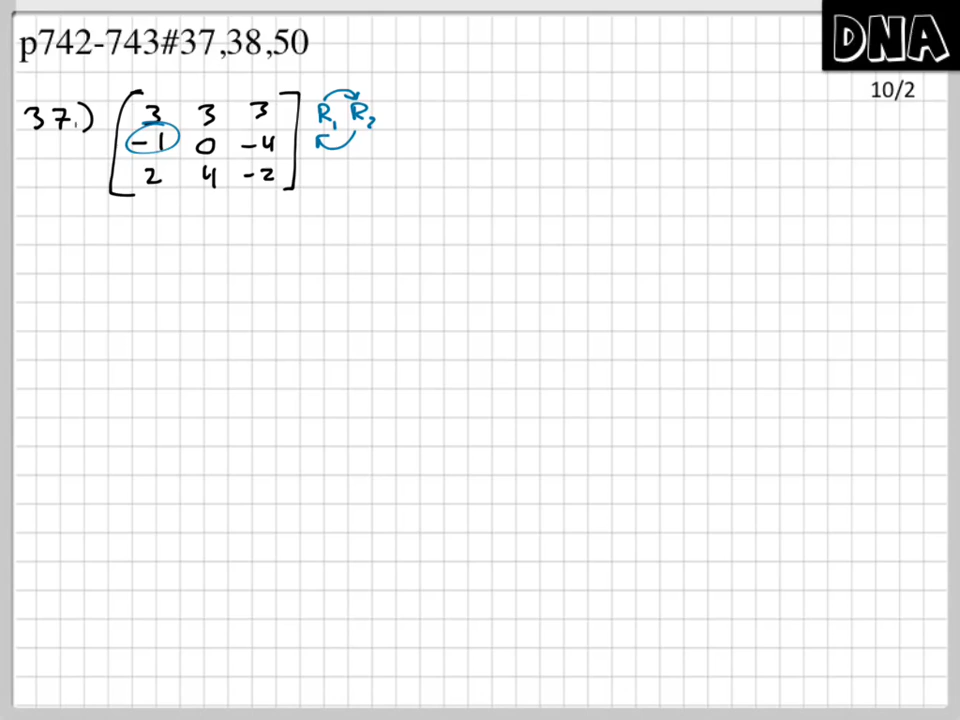 p742-743#37,38,50
DNA
10/2
37.) [3 3 3 R₁ R₂
-1 0 -4
2 4 -2]